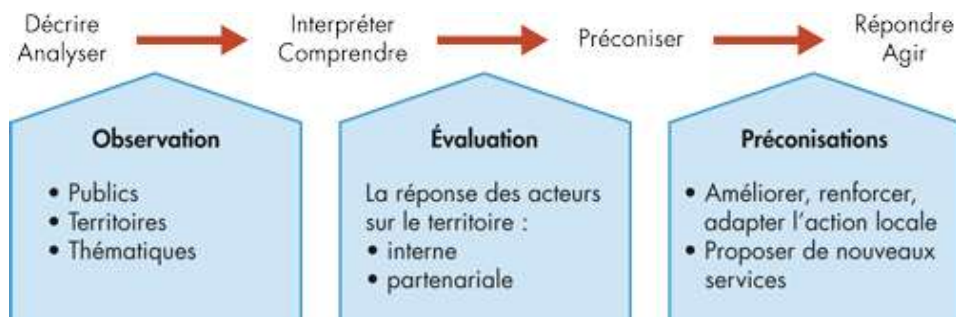 Décrire
Analyser
Interpréter
Comprendre
Préconiser
Répondre
Agir
Observation
• Publics
• Territoires
• Thématiques
Évaluation
La réponse des acteurs
sur le territoire :
• interne
• partenariale
Préconisations
• Améliorer, renforcer,
adapter l'action locale
• Proposer de nouveaux
services